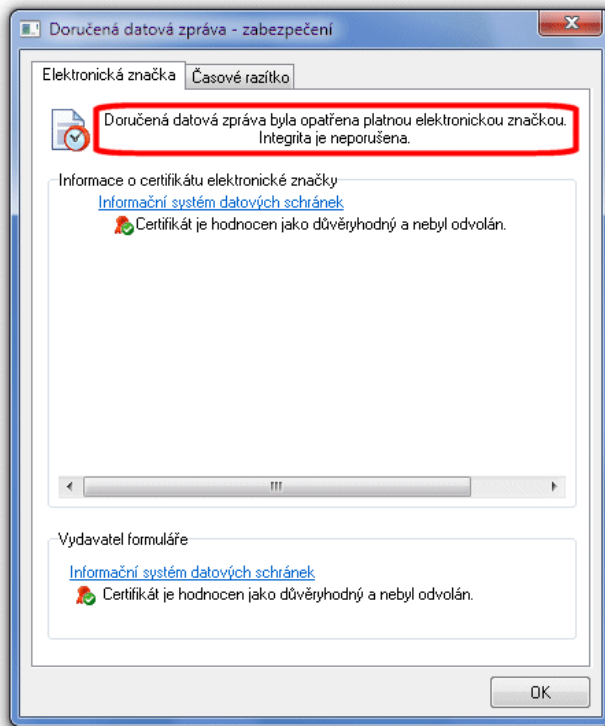 Doručená datová zpráva - zabezpečení
Elektronická značka
Časové razítko
Doručená datová zpráva byla opatřena platnou elektronickou značkou.
Integrita je neporušena.
Informace o certifikátu elektronické značky
Informační systém datových schránek
Certifikát je hodnocen jako důvěryhodný a nebyl odvolán.
Vydavatel formuláře
Informační systém datových schránek
Certifikát je hodnocen jako důvěryhodný a nebyl odvolán.
OK